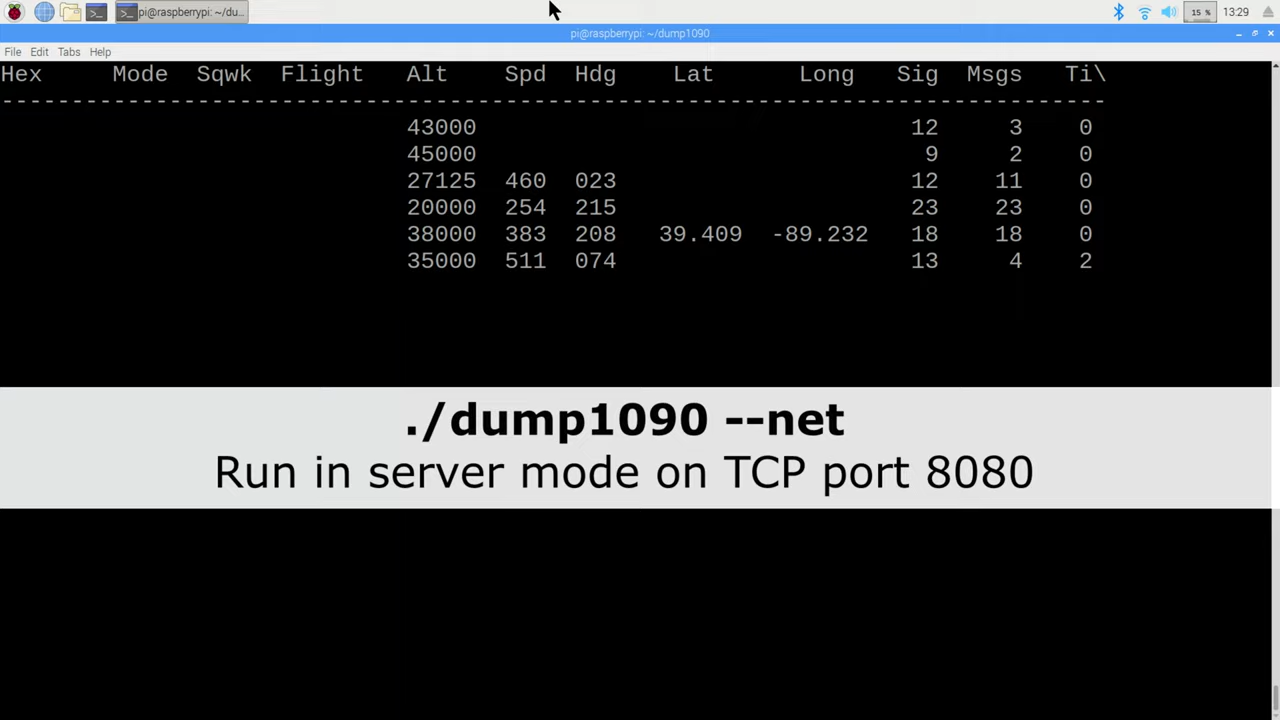 pi@raspberrypi: ~/du...
15 %
13:29
pi@raspberrypi: ~/dump1090
File Edit Tabs Help
Hex Mode Sqwk Flight Alt Spd Hdg Lat Long Sig Msgs Ti\
--------------------------------------------------------------------------------
43000 12 3 0
45000 9 2 0
27125 460 023 12 11 0
20000 254 215 23 23 0
38000 383 208 39.409 -89.232 18 18 0
35000 511 074 13 4 2
./dump1090 --net
Run in server mode on TCP port 8080